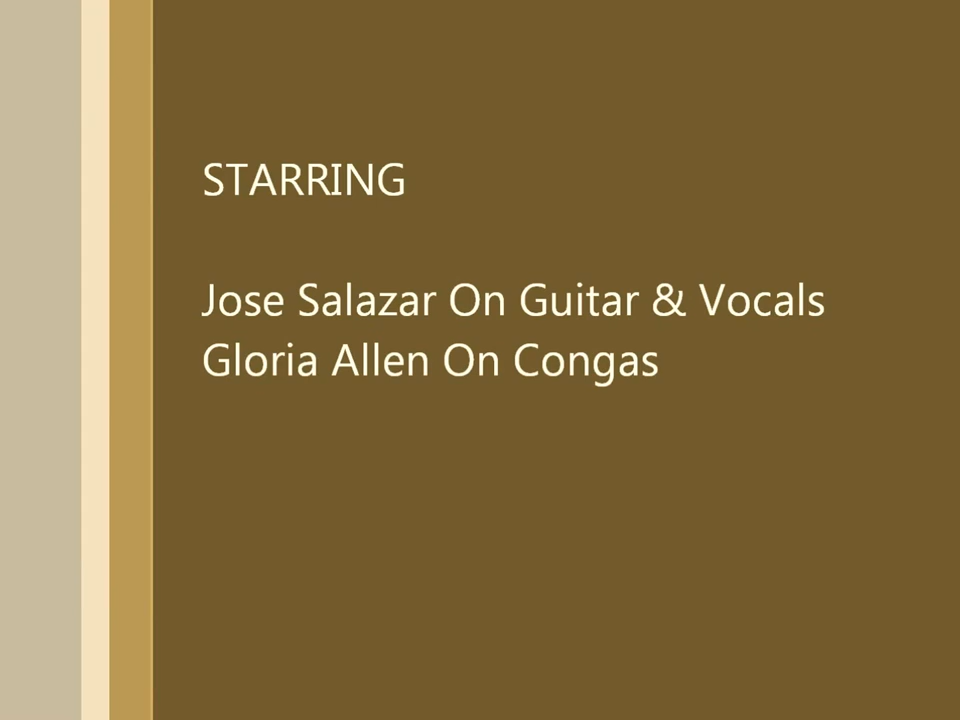 STARRING
Jose Salazar On Guitar & Vocals
Gloria Allen On Congas